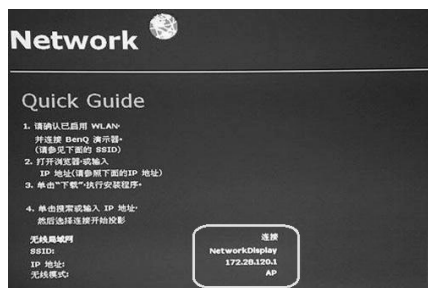 Network
Quick Guide
1. 请确认已启用 WLAN·
并连接 BenQ 演示器·
(请参见下面的 SSID)
2. 打开浏览器·或输入
IP 地址(请参照下面的IP 地址)
3. 单击"下载"·执行安装程序·
4. 单击搜索或输入 IP 地址·
然后选择连接开始投影
无线局域网 连接
SSID: NetworkDisplay
IP 地址: 172.28.120.1
无线模式: AP